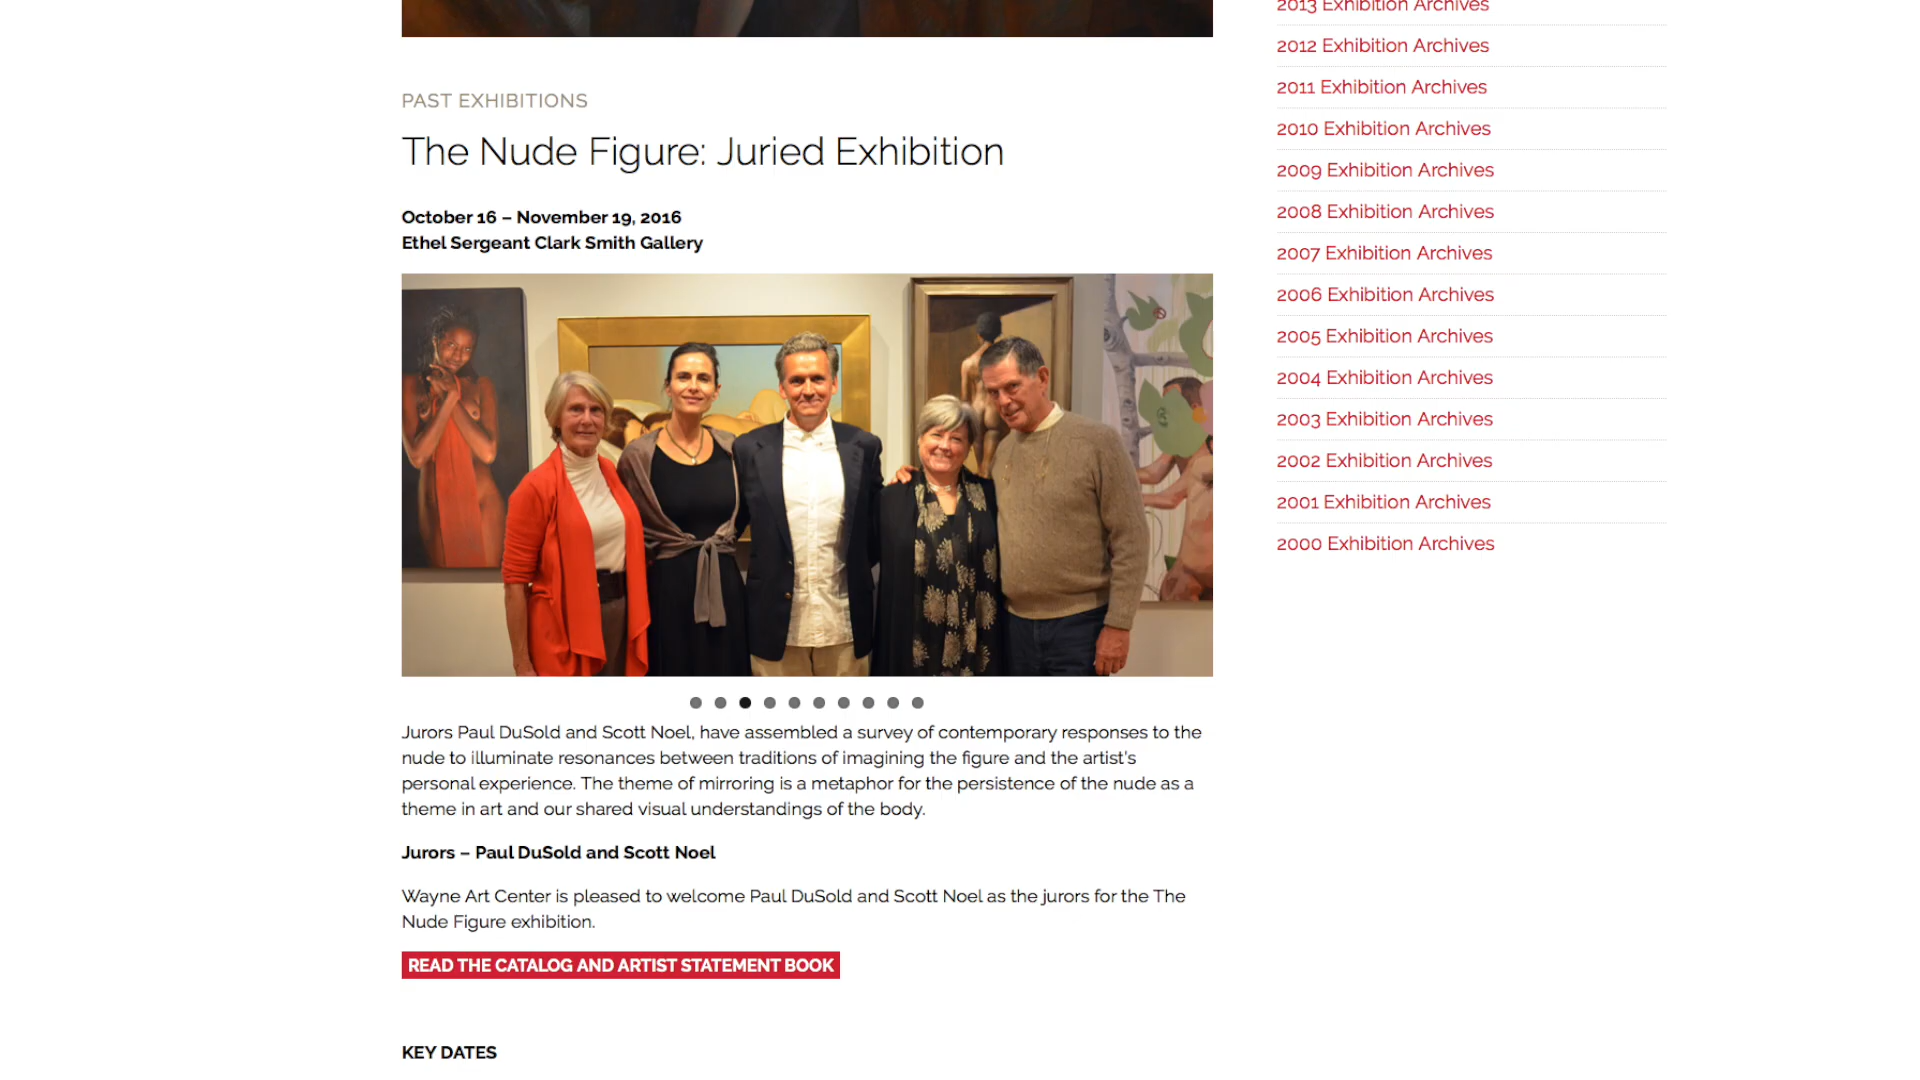 PAST EXHIBITIONS
The Nude Figure: Juried Exhibition
October 16 – November 19, 2016
Ethel Sergeant Clark Smith Gallery
Jurors Paul DuSold and Scott Noel, have assembled a survey of contemporary responses to the
nude to illuminate resonances between traditions of imagining the figure and the artist's
personal experience. The theme of mirroring is a metaphor for the persistence of the nude as a
theme in art and our shared visual understandings of the body.
Jurors – Paul DuSold and Scott Noel
Wayne Art Center is pleased to welcome Paul DuSold and Scott Noel as the jurors for the The
Nude Figure exhibition.
READ THE CATALOG AND ARTIST STATEMENT BOOK
KEY DATES
2013 Exhibition Archives
2012 Exhibition Archives
2011 Exhibition Archives
2010 Exhibition Archives
2009 Exhibition Archives
2008 Exhibition Archives
2007 Exhibition Archives
2006 Exhibition Archives
2005 Exhibition Archives
2004 Exhibition Archives
2003 Exhibition Archives
2002 Exhibition Archives
2001 Exhibition Archives
2000 Exhibition Archives